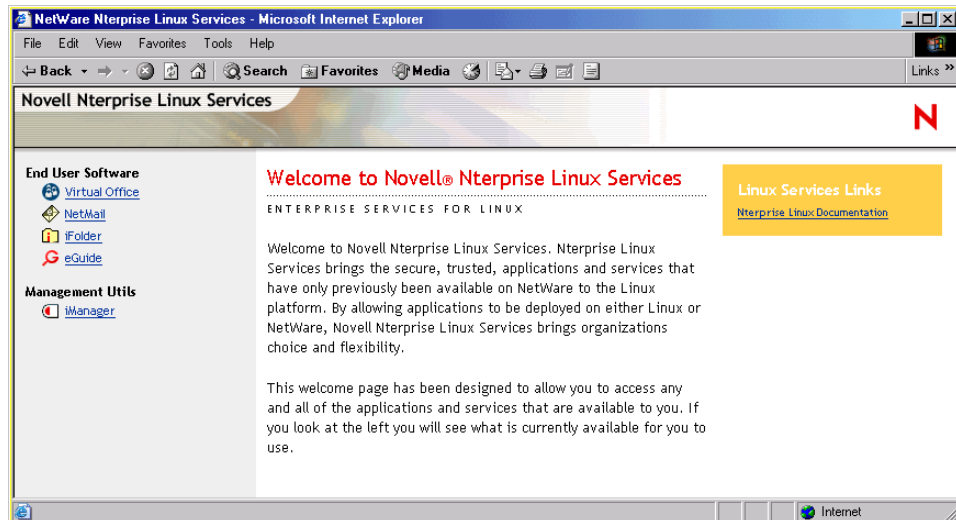 NetWare Nterprise Linux Services - Microsoft Internet Explorer
File Edit View Favorites Tools Help
Back Search Favorites Media Links »
Novell Nterprise Linux Services
N
End User Software
Virtual Office
NetMail
iFolder
eGuide
Management Utils
iManager
Welcome to Novell® Nterprise Linux Services
ENTERPRISE SERVICES FOR LINUX
Welcome to Novell Nterprise Linux Services. Nterprise Linux
Services brings the secure, trusted, applications and services that
have only previously been available on NetWare to the Linux
platform. By allowing applications to be deployed on either Linux or
NetWare, Novell Nterprise Linux Services brings organizations
choice and flexibility.
This welcome page has been designed to allow you to access any
and all of the applications and services that are available to you. If
you look at the left you will see what is currently available for you to
use.
Linux Services Links
Nterprise Linux Documentation
Internet